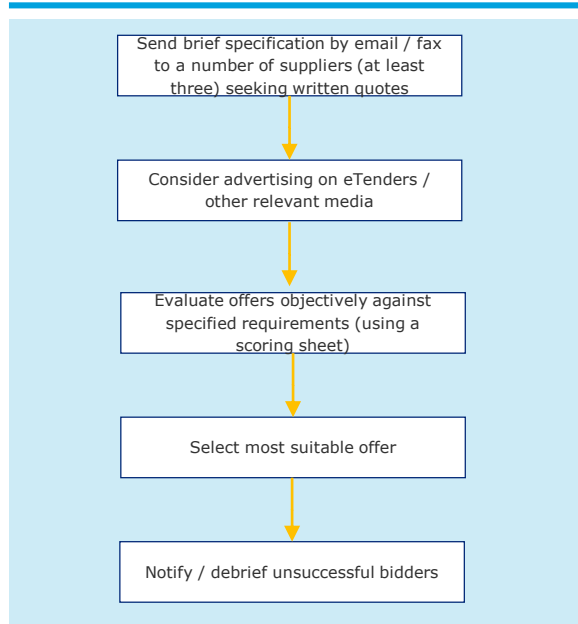 Send brief specification by email / fax
to a number of suppliers (at least
three) seeking written quotes
Consider advertising on eTenders /
other relevant media
Evaluate offers objectively against
specified requirements (using a
scoring sheet)
Select most suitable offer
Notify / debrief unsuccessful bidders